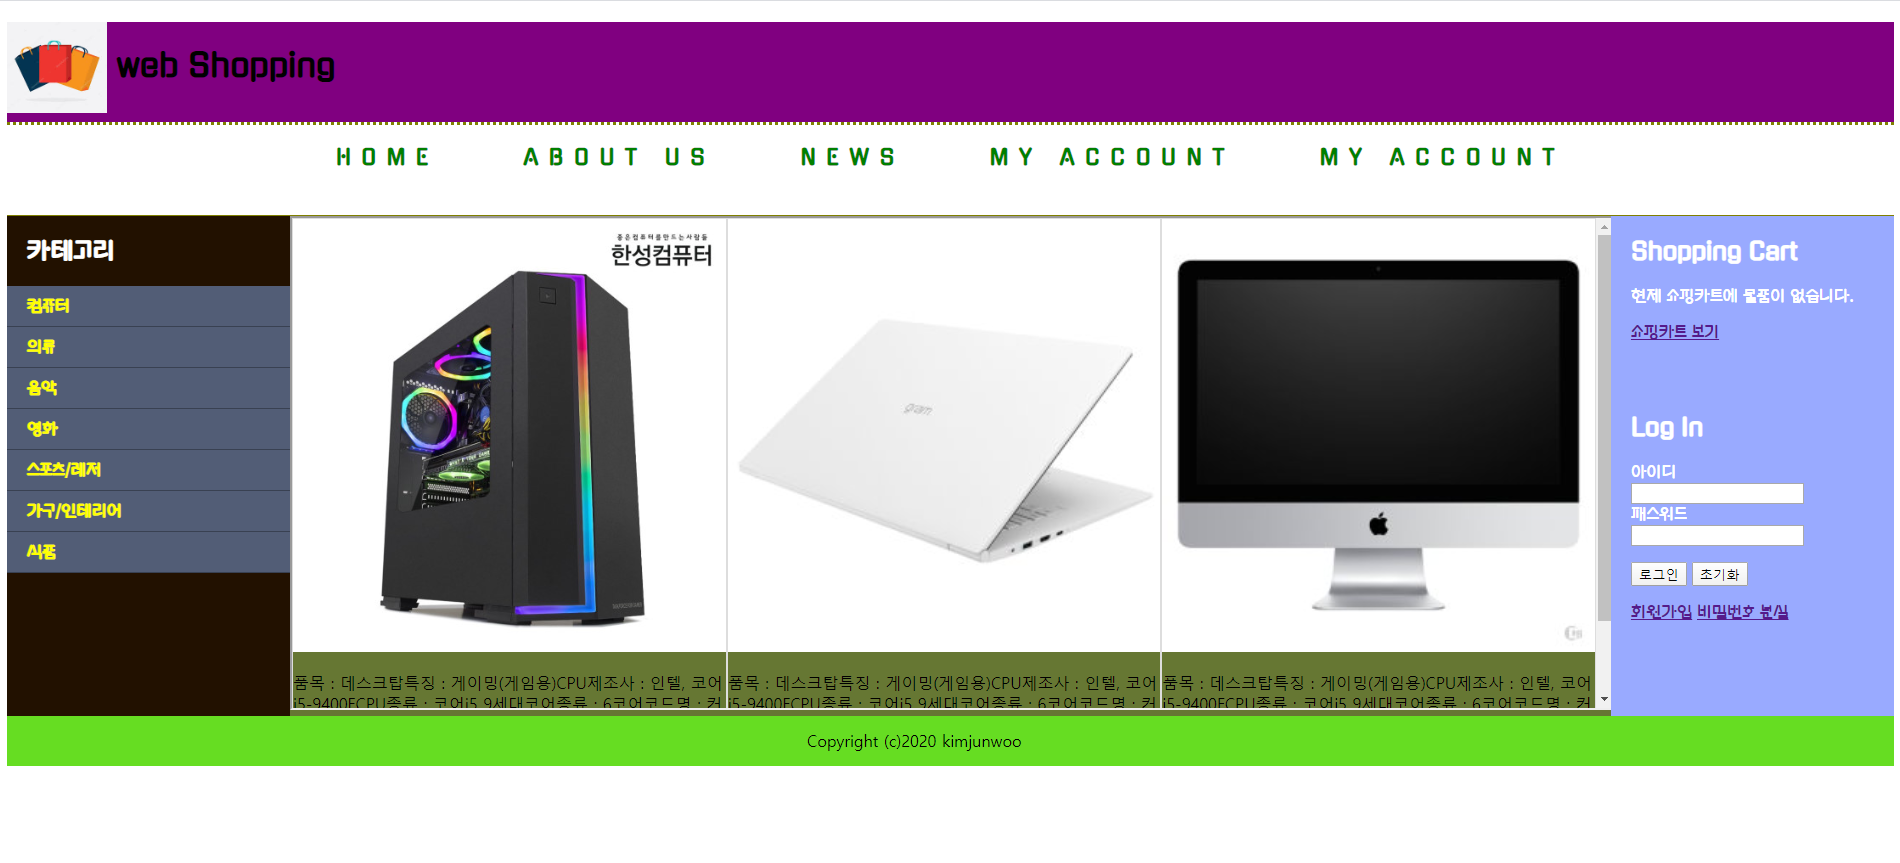 web Shopping
HOME ABOUT US NEWS MY ACCOUNT MY ACCOUNT
카테고리
컴퓨터
의류
음악
영화
스포츠/레저
가구/인테리어
식품
좋은컴퓨터를만드는사람들
한성컴퓨터
gram
품목 : 데스크탑특징 : 게이밍(게임용)CPU제조사 : 인텔, 코어
i5-9400FCPU종류 : 코어i5 9세대코어종류 : 6코어코드명 : 커
품목 : 데스크탑특징 : 게이밍(게임용)CPU제조사 : 인텔, 코어
i5-9400FCPU종류 : 코어i5 9세대코어종류 : 6코어코드명 : 커
품목 : 데스크탑특징 : 게이밍(게임용)CPU제조사 : 인텔, 코어
i5-9400FCPU종류 : 코어i5 9세대코어종류 : 6코어코드명 : 커
Shopping Cart
현재 쇼핑카트에 물품이 없습니다.
쇼핑카트 보기
Log In
아이디
패스워드
로그인 초기화
회원가입 비밀번호 분실
Copyright (c)2020 kimjunwoo